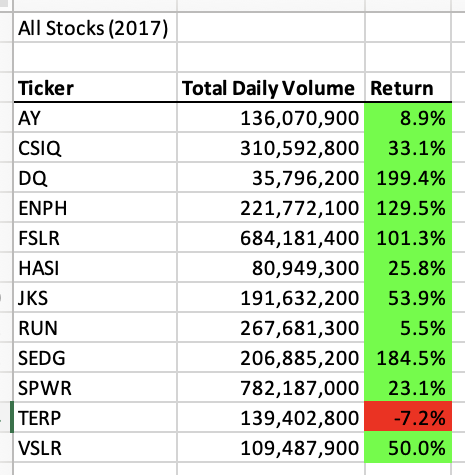 All Stocks (2017)
Ticker Total Daily Volume Return
AY 136,070,900 8.9%
CSIQ 310,592,800 33.1%
DQ 35,796,200 199.4%
ENPH 221,772,100 129.5%
FSLR 684,181,400 101.3%
HASI 80,949,300 25.8%
JKS 191,632,200 53.9%
RUN 267,681,300 5.5%
SEDG 206,885,200 184.5%
SPWR 782,187,000 23.1%
TERP 139,402,800 -7.2%
VSLR 109,487,900 50.0%